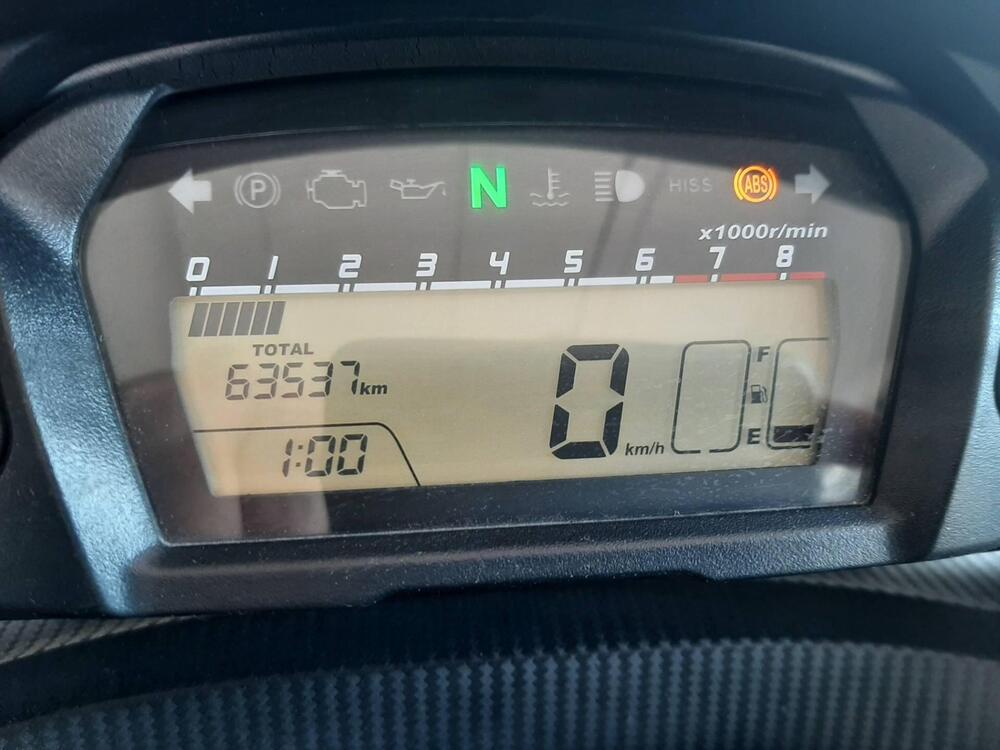 P N HISS ABS
x1000r/min
0 1 2 3 4 5 6 7 8
TOTAL
63537km
1:00
0 km/h
F
E